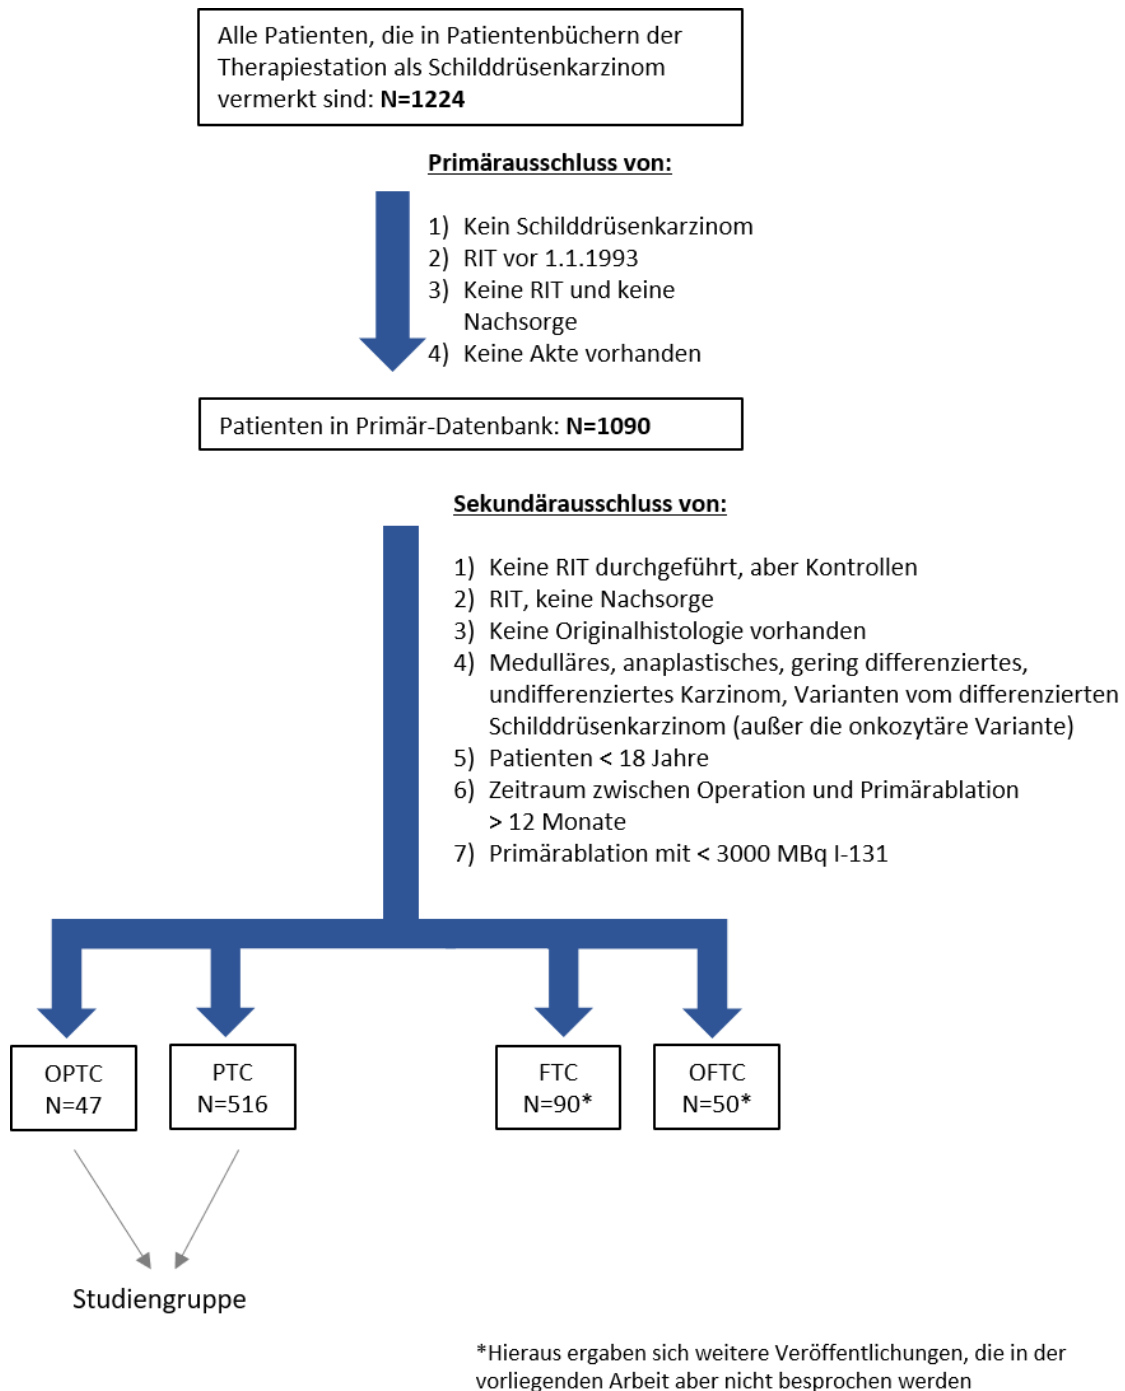 Alle Patienten, die in Patientenbüchern der
Therapiestation als Schilddrüsenkarzinom
vermerkt sind: N=1224
Primärausschluss von:
1) Kein Schilddrüsenkarzinom
2) RIT vor 1.1.1993
3) Keine RIT und keine
Nachsorge
4) Keine Akte vorhanden
Patienten in Primär-Datenbank: N=1090
Sekundärausschluss von:
1) Keine RIT durchgeführt, aber Kontrollen
2) RIT, keine Nachsorge
3) Keine Originalhistologie vorhanden
4) Medulläres, anaplastisches, gering differenziertes,
undifferenziertes Karzinom, Varianten vom differenzierten
Schilddrüsenkarzinom (außer die onkozytäre Variante)
5) Patienten < 18 Jahre
6) Zeitraum zwischen Operation und Primärablation
> 12 Monate
7) Primärablation mit < 3000 MBq I-131
OPTC
N=47
PTC
N=516
FTC
N=90*
OFTC
N=50*
Studiengruppe
*Hieraus ergaben sich weitere Veröffentlichungen, die in der
vorliegenden Arbeit aber nicht besprochen werden